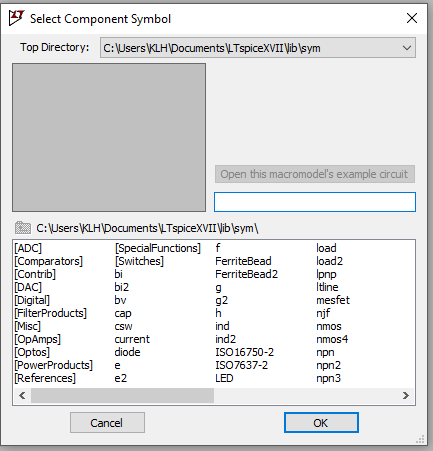 Select Component Symbol
Top Directory: C:\Users\KLH\Documents\LTspiceXVII\lib\sym
Open this macromodel's example circuit
C:\Users\KLH\Documents\LTspiceXVII\lib\sym\
[ADC] [SpecialFunctions] f load
[Comparators] [Switches] FerriteBead load2
[Contrib] bi FerriteBead2 lpnp
[DAC] bi2 g ltline
[Digital] bv g2 mesfet
[FilterProducts] cap h njf
[Misc] csw ind nmos
[OpAmps] current ind2 nmos4
[Optos] diode ISO16750-2 npn
[PowerProducts] e ISO7637-2 npn2
[References] e2 LED npn3
Cancel OK